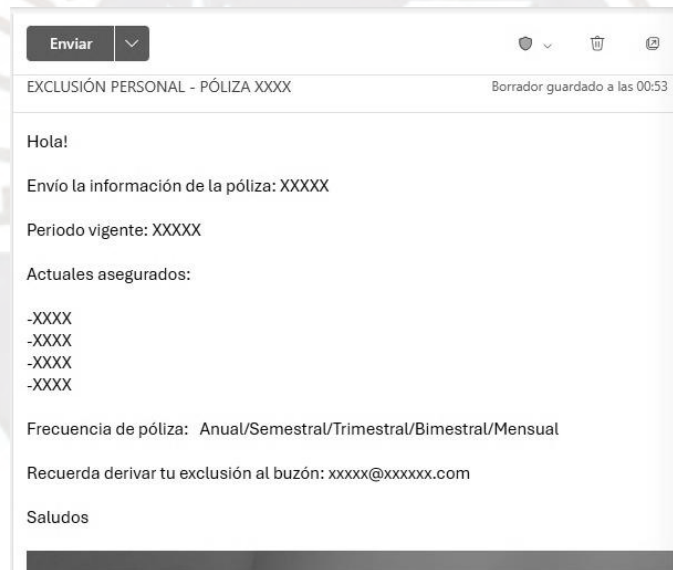 Enviar
EXCLUSIÓN PERSONAL - PÓLIZA XXXX
Borrador guardado a las 00:53
Hola!
Envío la información de la póliza: XXXXX
Periodo vigente: XXXXX
Actuales asegurados:
-XXXX
-XXXX
-XXXX
-XXXX
Frecuencia de póliza: Anual/Semestral/Trimestral/Bimestral/Mensual
Recuerda derivar tu exclusión al buzón: xxxxx@xxxxxx.com
Saludos